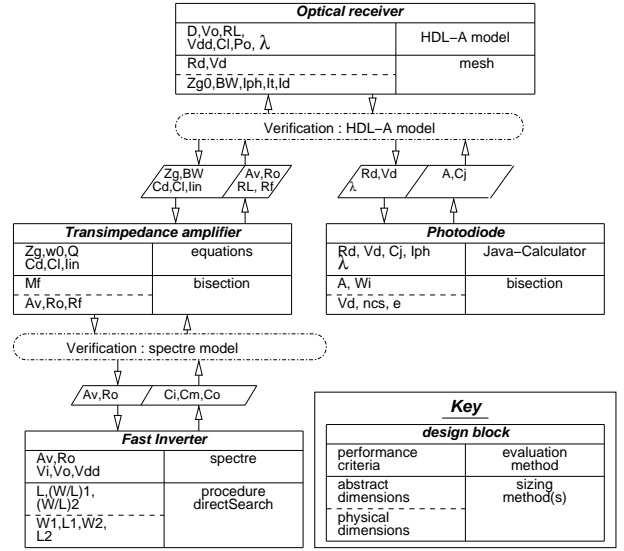 Optical receiver
D,Vo,RL,
Vdd,Cl,Po, λ
HDL–A model
Rd,Vd
mesh
Zg0,BW,Iph,It,Id
Verification : HDL–A model
Zg,BW
Cd,Cl,Iin
Av,Ro
RL, Rf
Rd,Vd
λ
A,Cj
Transimpedance amplifier
Zg,w0,Q
Cd,Cl,Iin
equations
Mf
bisection
Av,Ro,Rf
Photodiode
Rd, Vd, Cj, Iph
λ
Java–Calculator
A, Wi
bisection
Vd, ncs, e
Verification : spectre model
Av,Ro
Ci,Cm,Co
Fast Inverter
Av,Ro
Vi,Vo,Vdd
spectre
L,(W/L)1,
(W/L)2
procedure
directSearch
W1,L1,W2,
L2
Key
design block
performance
criteria
evaluation
method
abstract
dimensions
sizing
method(s)
physical
dimensions